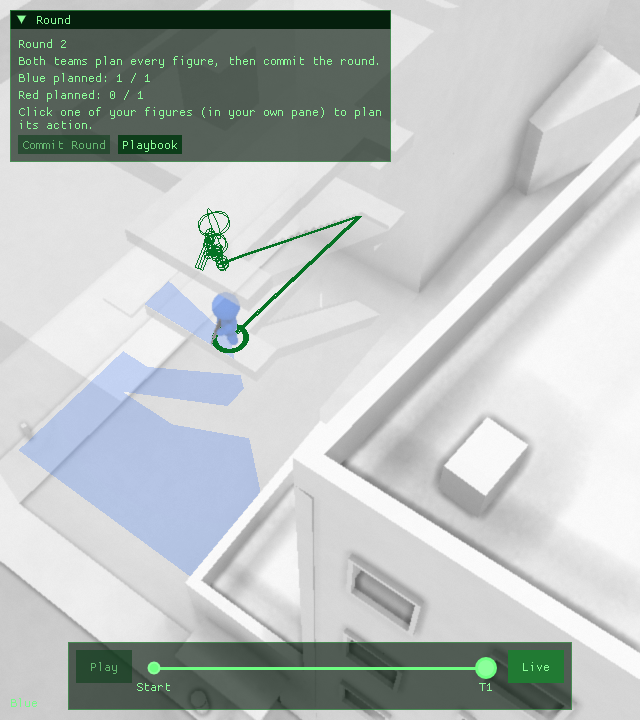 Round
Round 2
Both teams plan every figure, then commit the round.
Blue planned: 1 / 1
Red planned: 0 / 1
Click one of your figures (in your own pane) to plan
its action.
Commit Round
Playbook
Play
Start
T1
Live